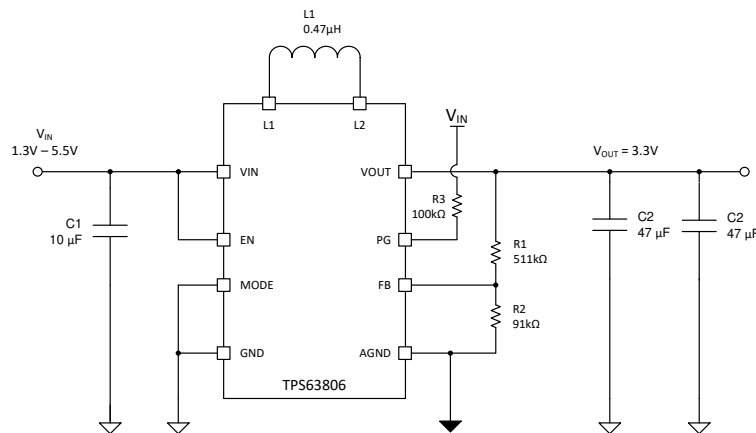 L1
0.47µH
L1
L2
V_IN
1.3V – 5.5V
V_IN
V_OUT = 3.3V
VIN
VOUT
R3
100kΩ
C1
10 µF
C2
47 µF
C2
47 µF
EN
PG
R1
511kΩ
MODE
FB
R2
91kΩ
GND
AGND
TPS63806